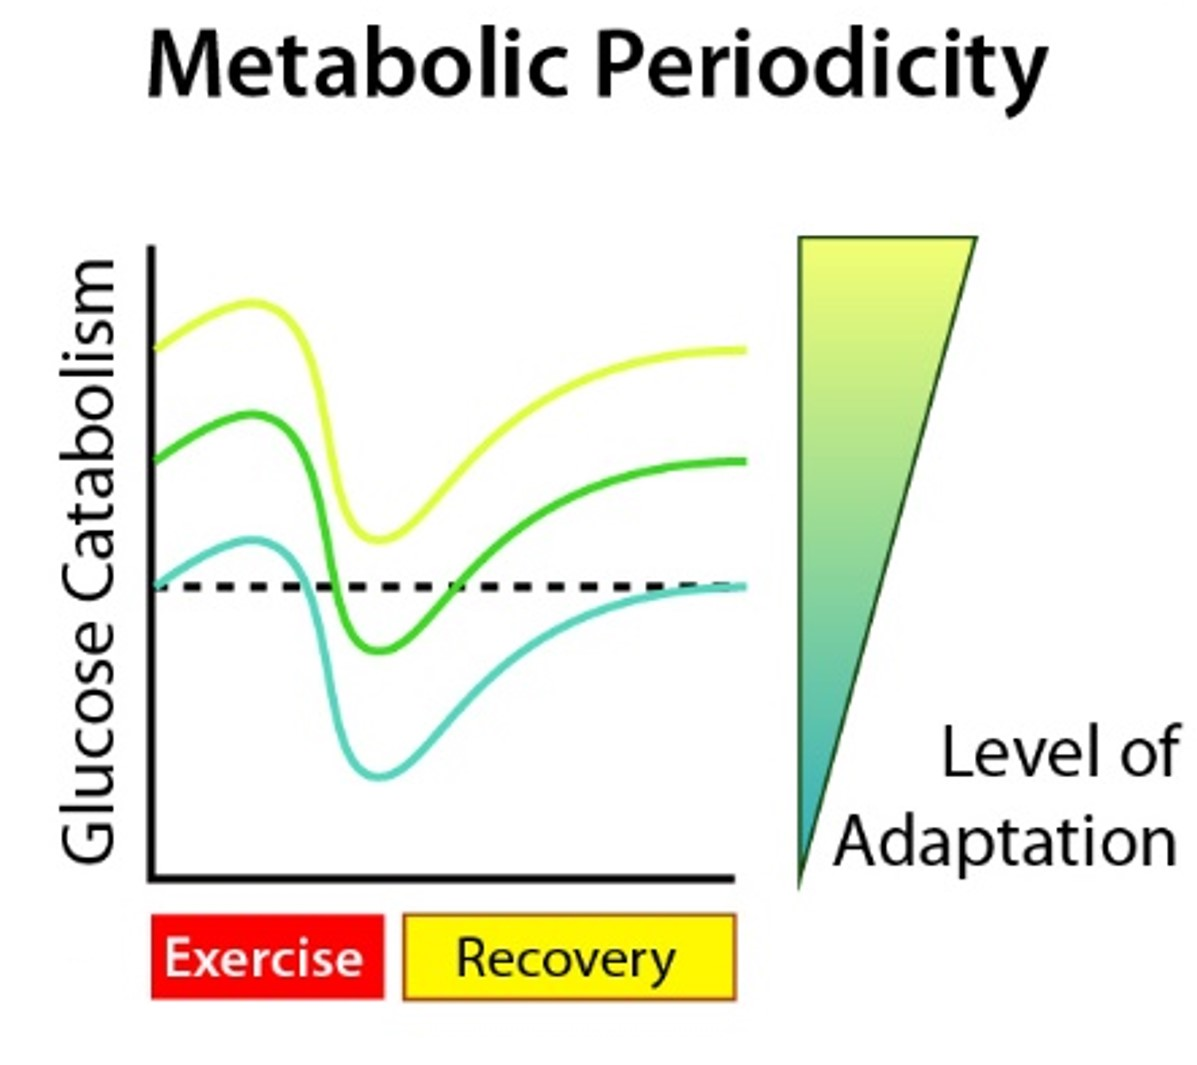 Metabolic Periodicity
Glucose Catabolism
Level of
Adaptation
Exercise
Recovery